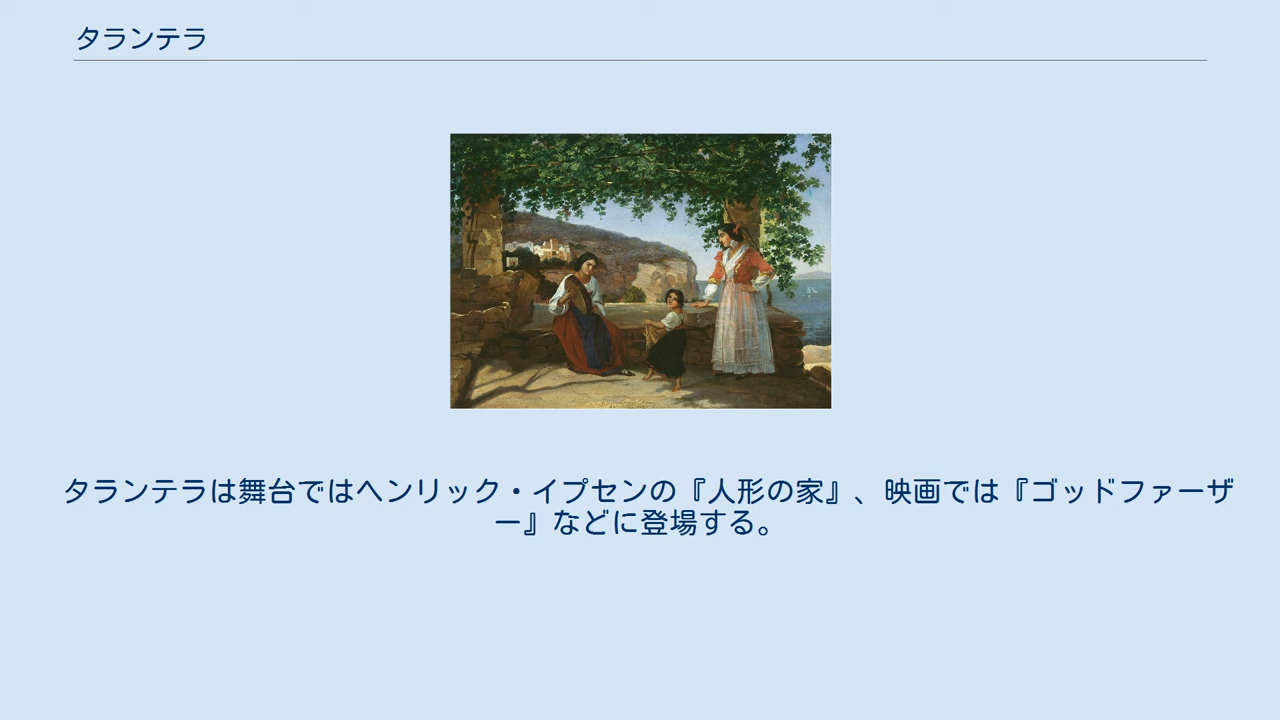 タランテラ
タランテラは舞台ではヘンリック・イプセンの『人形の家』、映画では『ゴッドファーザ
ー』などに登場する。